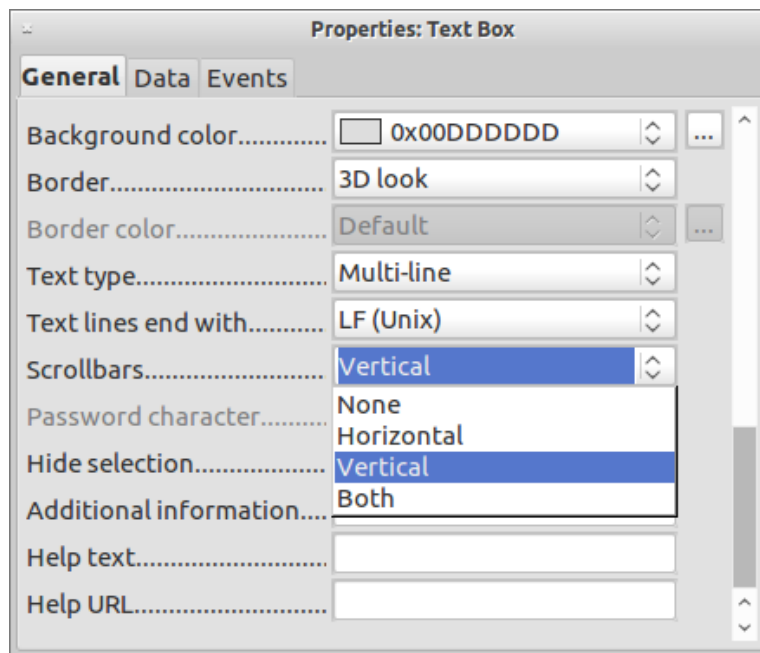 Properties: Text Box
General Data Events
Background color............. 0x00DDDDDD ...
Border............................... 3D look
Border color...................... Default ...
Text type........................... Multi-line
Text lines end with.......... LF (Unix)
Scrollbars.......................... Vertical
None
Password character..........
Horizontal
Hide selection................... Vertical
Both
Additional information....
Help text...........................
Help URL...........................